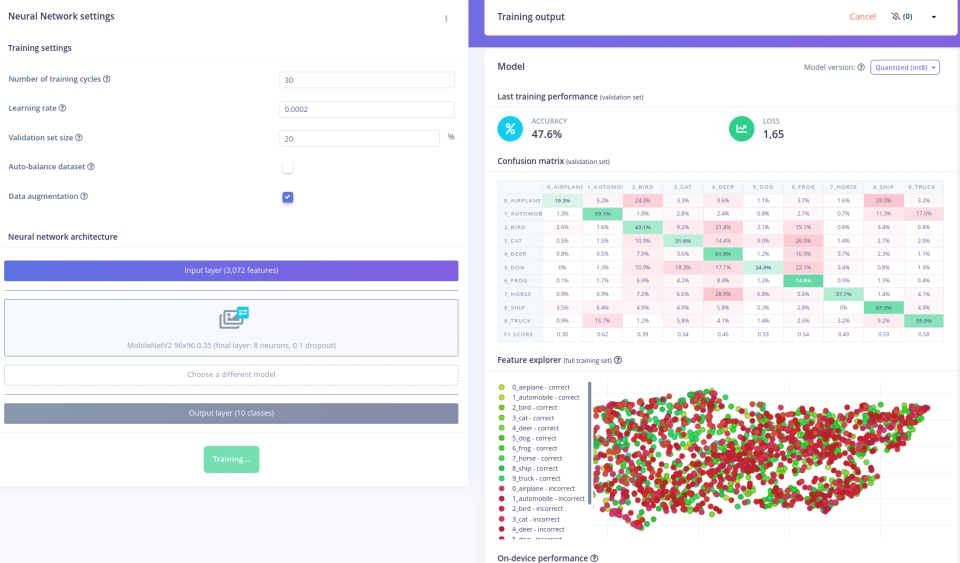 Neural Network settings
Training settings
Number of training cycles
30
Learning rate
0.0002
Validation set size
20
%
Auto-balance dataset
Data augmentation
Neural network architecture
Input layer (3,072 features)
MobileNetV2 96x96 0.35 (final layer: 8 neurons, 0.1 dropout)
Choose a different model
Output layer (10 classes)
Training...
Training output
Cancel
(0)
Model
Model version:
Quantized (int8)
Last training performance (validation set)
ACCURACY
47.6%
LOSS
1,65
Confusion matrix (validation set)
0_AIRPLANE 1_AUTOMO 2_BIRD 3_CAT 4_DEER 5_DOG 6_FROG 7_HORSE 8_SHIP 9_TRUCK
0_AIRPLANE 19.3% 5.2% 24.0% 3.3% 9.6% 1.1% 3.7% 1.6% 29.0% 3.2%
1_AUTOMOB 1.3% 59.1% 1.8% 2.8% 2.4% 0.8% 2.7% 0.7% 11.3% 17.0%
2_BIRD 2.6% 1.6% 43.1% 9.2% 21.4% 2.1% 15.1% 0.8% 3.4% 0.8%
3_CAT 0.5% 1.5% 10.9% 31.6% 14.4% 9.0% 26.0% 1.4% 2.7% 2.0%
4_DEER 0.8% 0.5% 7.9% 3.6% 61.9% 1.2% 16.9% 3.7% 2.3% 1.1%
5_DOG 0% 1.3% 10.9% 18.3% 17.1% 24.9% 22.1% 3.4% 0.8% 1.3%
6_FROG 0.1% 1.7% 6.9% 4.2% 8.4% 1.2% 74.8% 0.3% 1.4% 0.9%
7_HORSE 0.9% 0.9% 7.2% 6.6% 28.9% 6.8% 5.6% 37.7% 1.4% 4.1%
8_SHIP 3.5% 6.4% 4.9% 4.0% 5.8% 0.3% 2.8% 0% 67.5% 4.9%
9_TRUCK 0.9% 15.7% 1.2% 5.8% 4.1% 1.4% 2.6% 3.2% 9.2% 55.9%
F1 SCORE 0.30 0.62 0.39 0.34 0.46 0.33 0.54 0.49 0.59 0.58
Feature explorer (full training set)
0_airplane - correct
1_automobile - correct
2_bird - correct
3_cat - correct
4_deer - correct
5_dog - correct
6_frog - correct
7_horse - correct
8_ship - correct
9_truck - correct
0_airplane - incorrect
1_automobile - incorrect
2_bird - incorrect
3_cat - incorrect
4_deer - incorrect
On-device performance